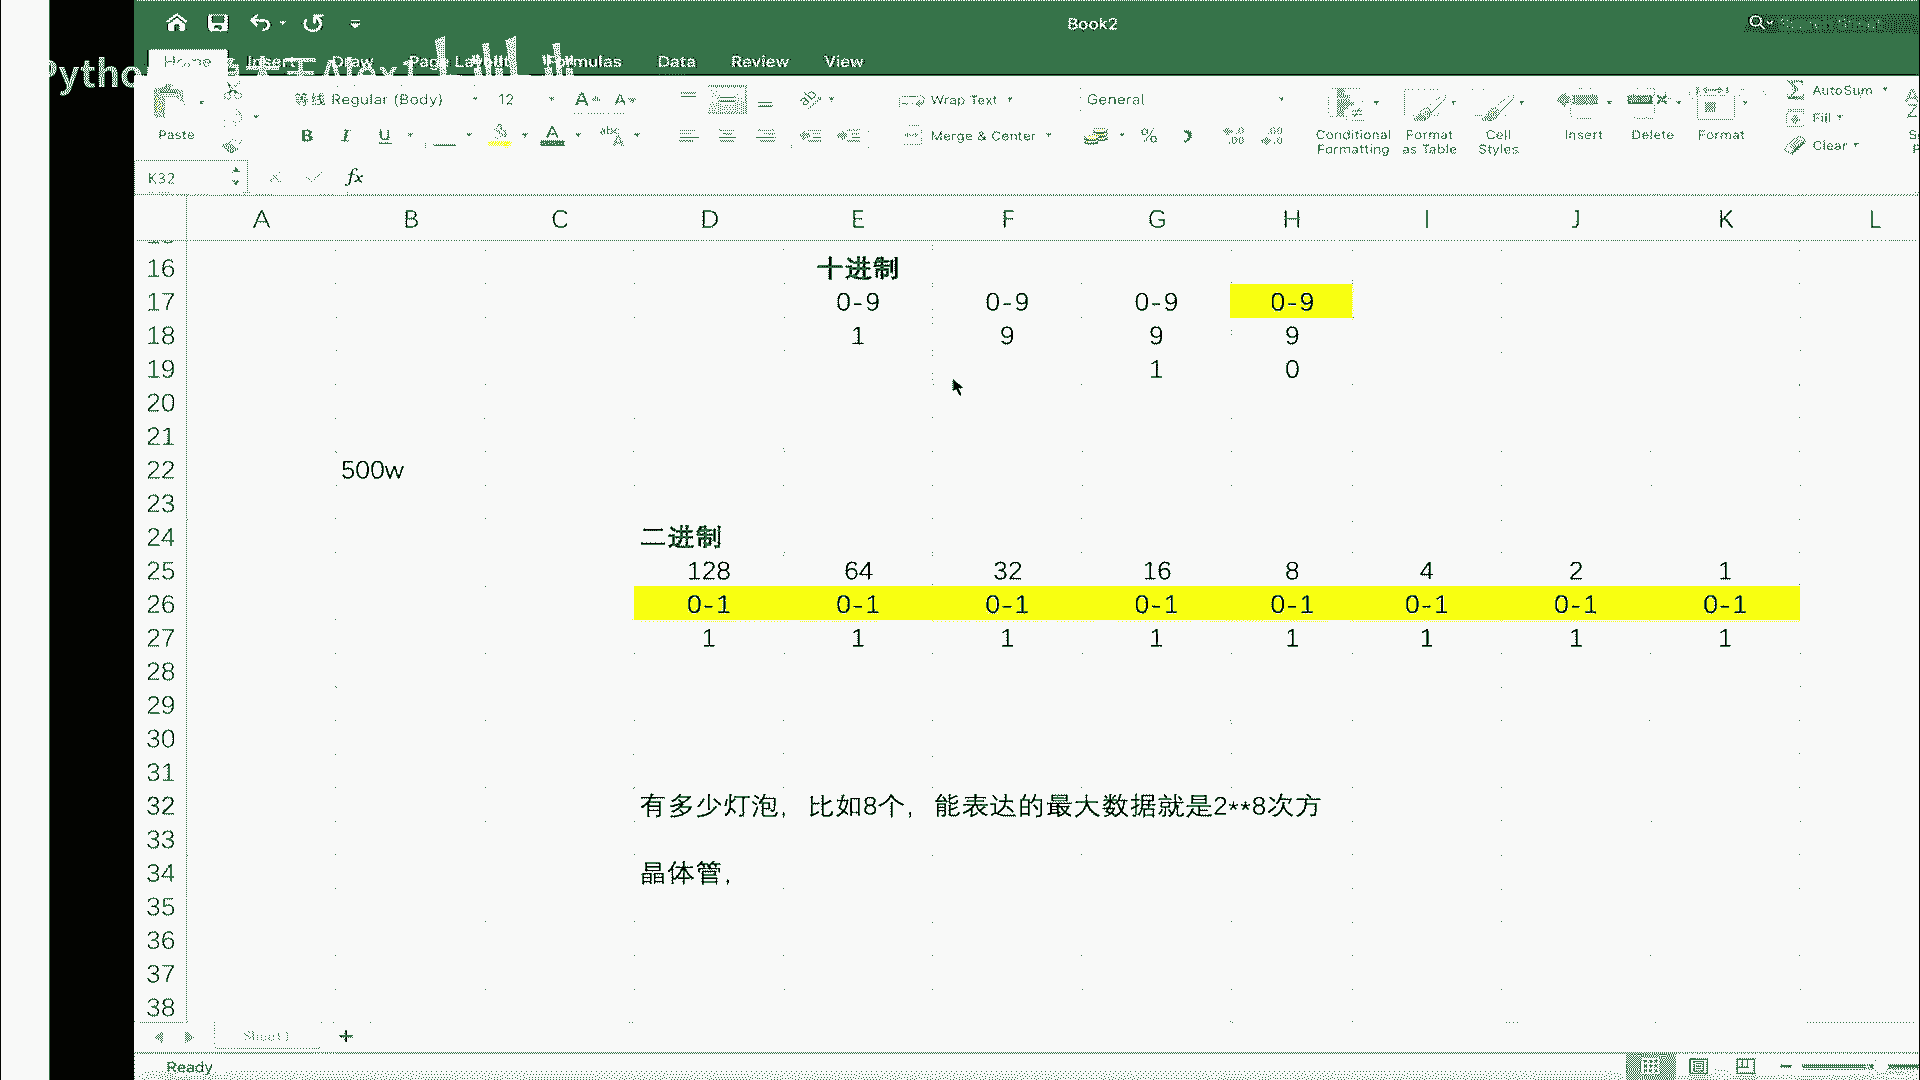 Book2
Home Insert Draw Page Layout Formulas Data Review View
等线 Regular (Body) 12 Wrap Text General AutoSum
Fill
Paste B I U Merge & Center % Conditional Formatting Format as Table Cell Styles Insert Delete Format Clear
K32 fx
A B C D E F G H I J K L
16 十进制
17 0-9 0-9 0-9 0-9
18 1 9 9 9
19 1 0
20
21
22 500w
23
24 二进制
25 128 64 32 16 8 4 2 1
26 0-1 0-1 0-1 0-1 0-1 0-1 0-1 0-1
27 1 1 1 1 1 1 1 1
28
29
30
31
32 有多少灯泡，比如8个，能表达的最大数据就是2**8次方
33
34 晶体管，
35
36
37
38
Sheet1
Ready